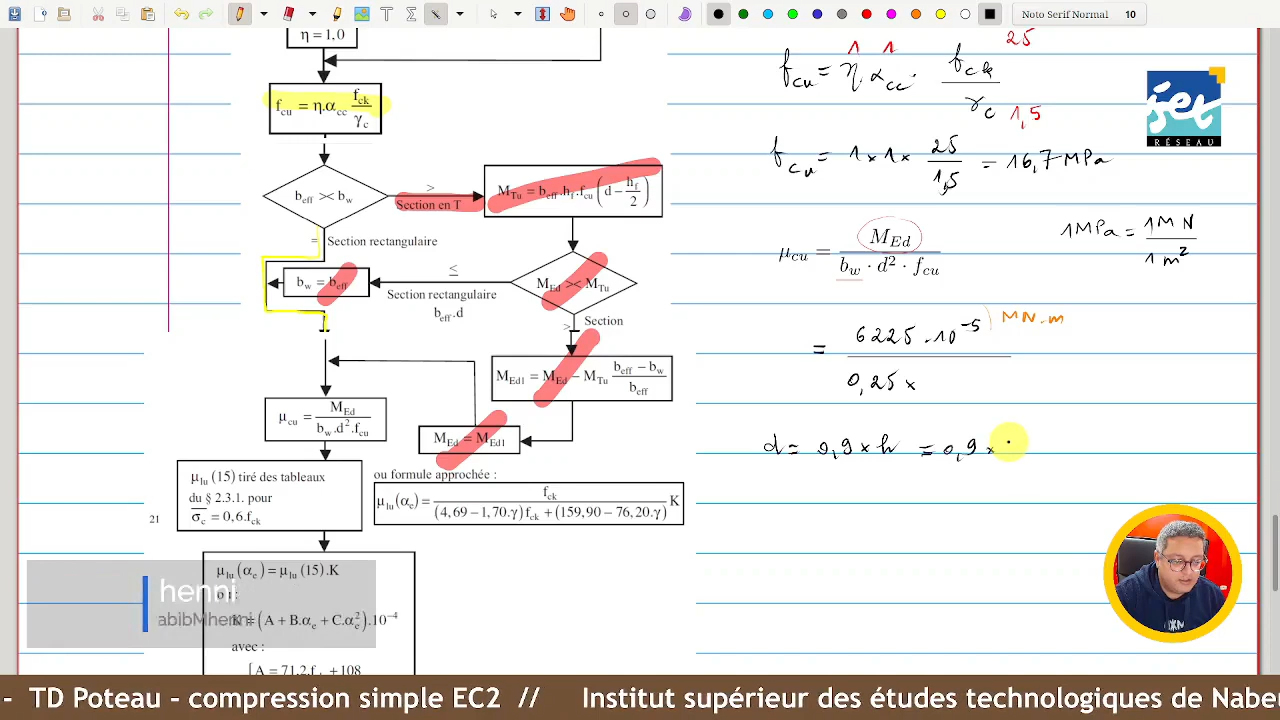 Noto Serif Normal 10
η = 1,0
f_cu = η.α_cc f_ck / γ_c
b_eff >< b_w
>
Section en T
M_Tu = b_eff.h_f.f_cu (d − h_f / 2)
=
Section rectangulaire
b_w = b_eff
≤
Section rectangulaire
b_eff.d
M_Ed >< M_Tu
>
Section
M_Ed1 = M_Ed − M_Tu (b_eff − b_w) / b_eff
M_Ed = M_Ed1
μ_cu = M_Ed / (b_w.d².f_cu)
μ_lu (15) tiré des tableaux
du § 2.3.1. pour
σ_c = 0,6.f_ck
ou formule approchée :
μ_lu(α_e) = f_ck / ((4,69 − 1,70.γ) f_ck + (159,90 − 76,20.γ)) K
21
μ_lu (α_e) = μ_lu (15).K
K = (A + B.α_e + C.α_e²).10⁻⁴
avec :
A = 71,2.f +108
henni
abibMhenni
25
1 1
f_cu = η α_cc · f_ck / γ_c
1,5
f_cu = 1 × 1 × 25 / 1,5 = 16,7 MPa
μ_cu = M_Ed / (b_w · d² · f_cu)
1 MPa = 1 MN / 1 m²
= 6225 . 10⁻⁵ / 0,25 ×
MN.m
d = 0,9 × h = 0,9 ×
iset
RÉSEAU
- TD Poteau - compression simple EC2 // Institut supérieur des études technologiques de Nabe